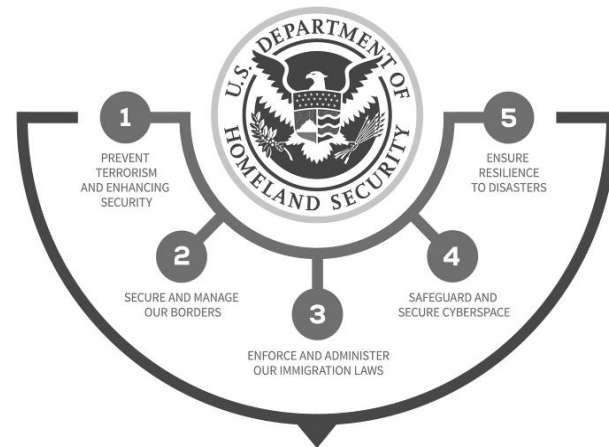 U.S. DEPARTMENT OF
HOMELAND SECURITY
1
PREVENT
TERRORISM
AND ENHANCING
SECURITY
2
SECURE AND MANAGE
OUR BORDERS
3
ENFORCE AND ADMINISTER
OUR IMMIGRATION LAWS
4
SAFEGUARD AND
SECURE CYBERSPACE
5
ENSURE
RESILIENCE
TO DISASTERS